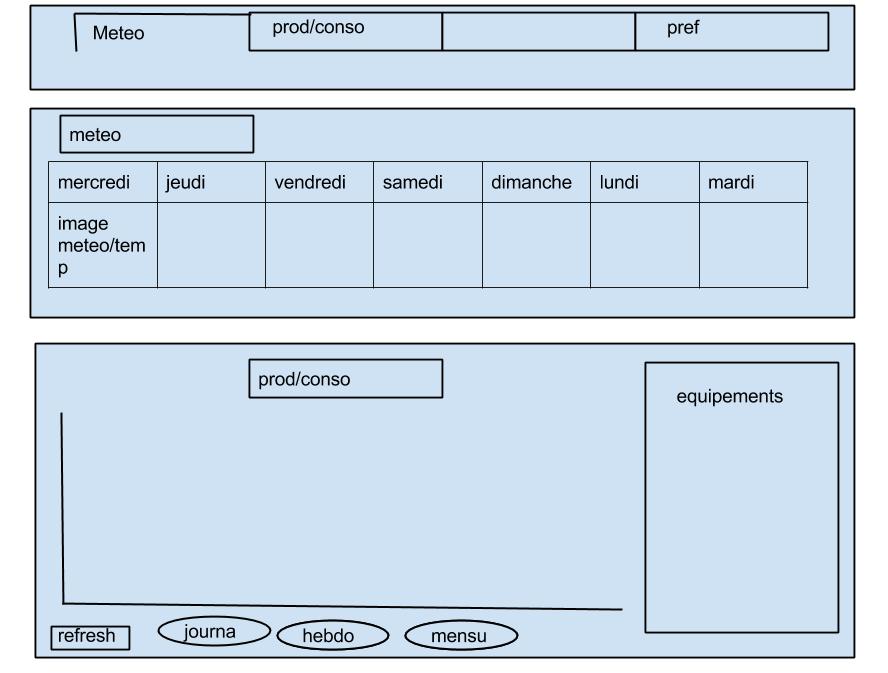 Meteo prod/conso pref
meteo
mercredi jeudi vendredi samedi dimanche lundi mardi
image
meteo/tem
p
prod/conso
equipements
refresh journa hebdo mensu